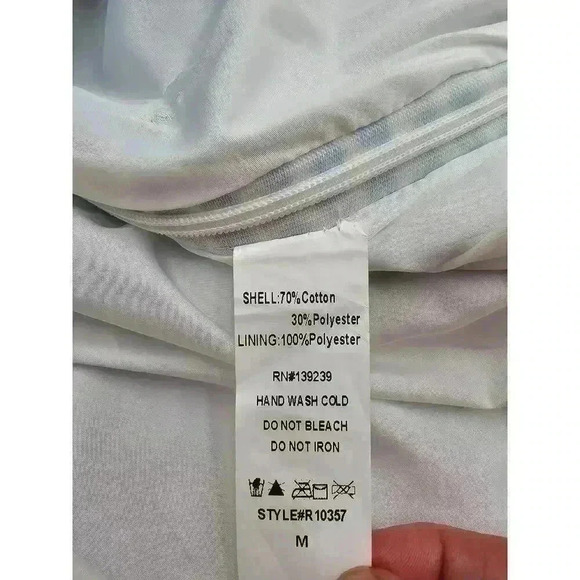 SHELL:70%Cotton
30%Polyester
LINING:100%Polyester
RN#139239
HAND WASH COLD
DO NOT BLEACH
DO NOT IRON
STYLE#R10357
M